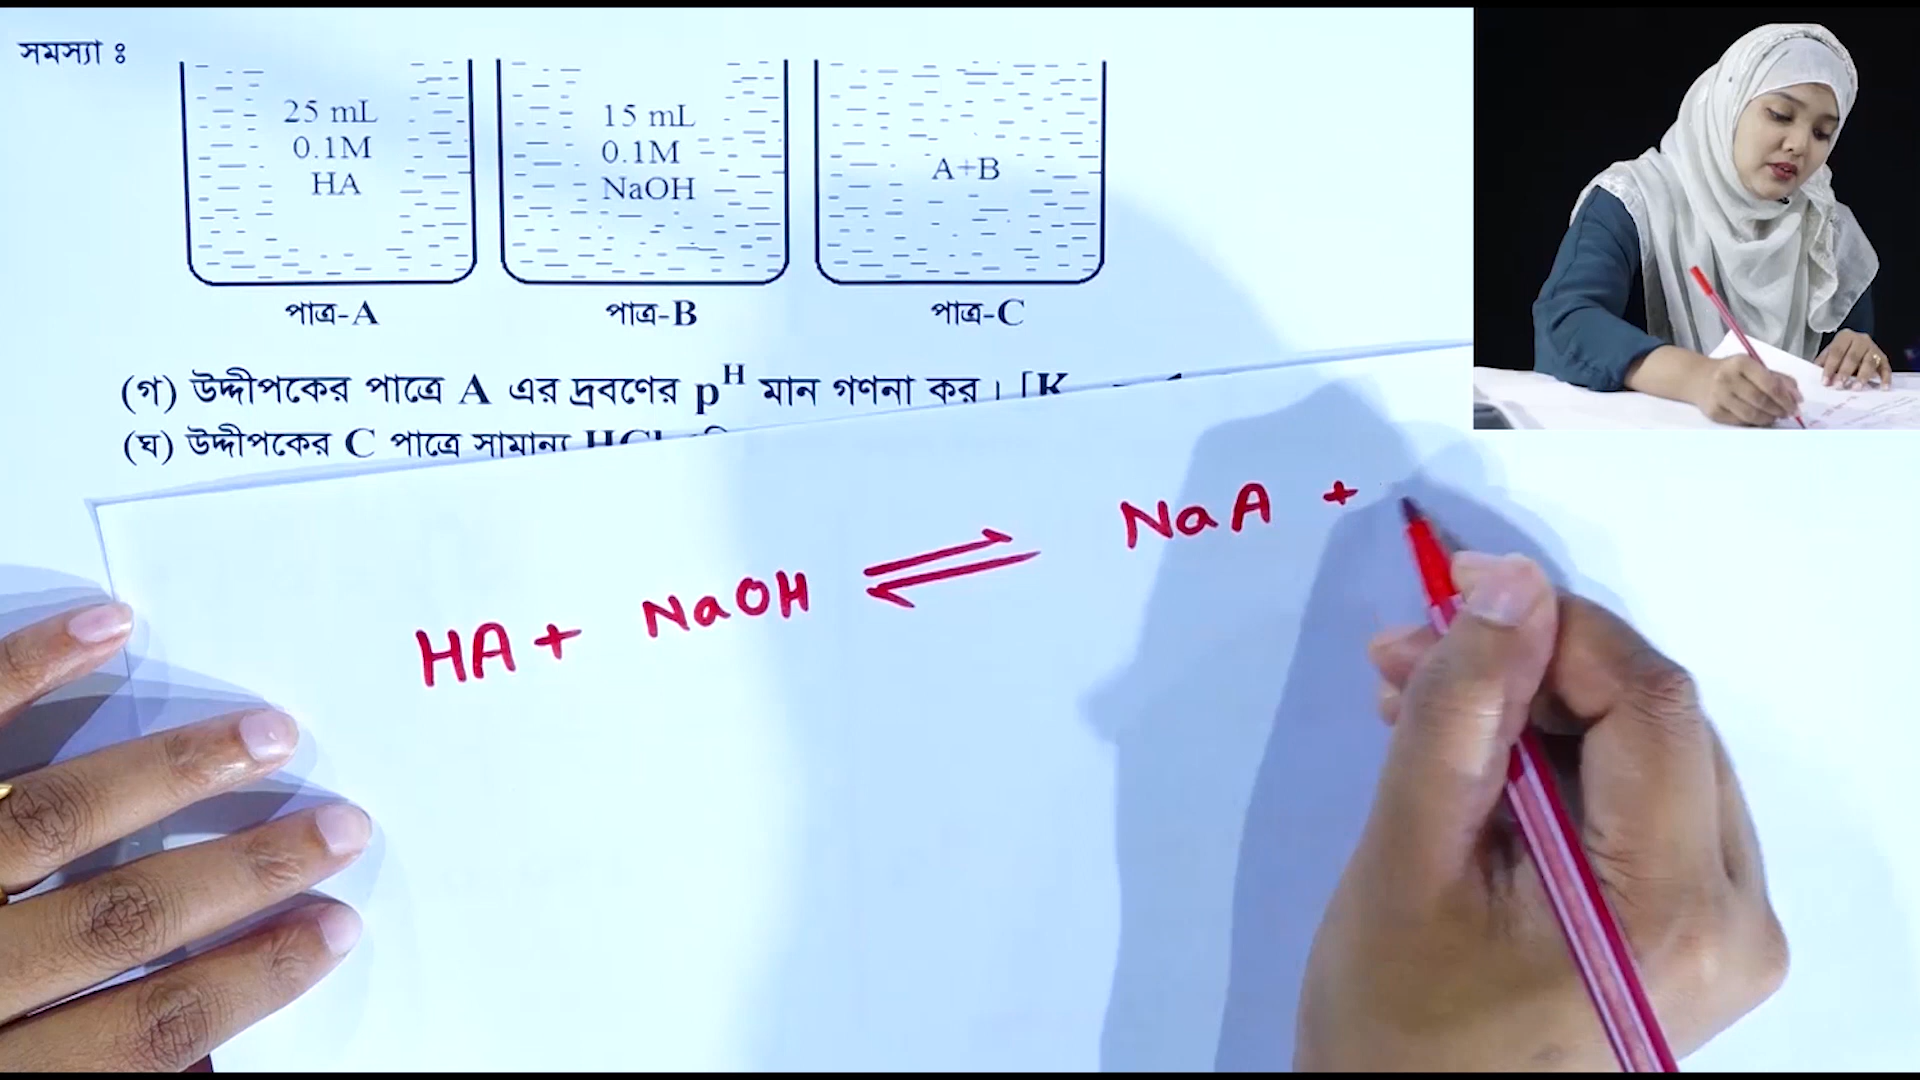 সমস্যা ঃ
25 mL
0.1M
HA
15 mL
0.1M
NaOH
A+B
পাত্র-A
পাত্র-B
পাত্র-C
(গ) উদ্দীপকের পাত্রে A এর দ্রবণের pH মান গণনা কর। [K
(ঘ) উদ্দীপকের C পাত্রে সামান্য HCl
HA + NaOH ⇌ NaA +